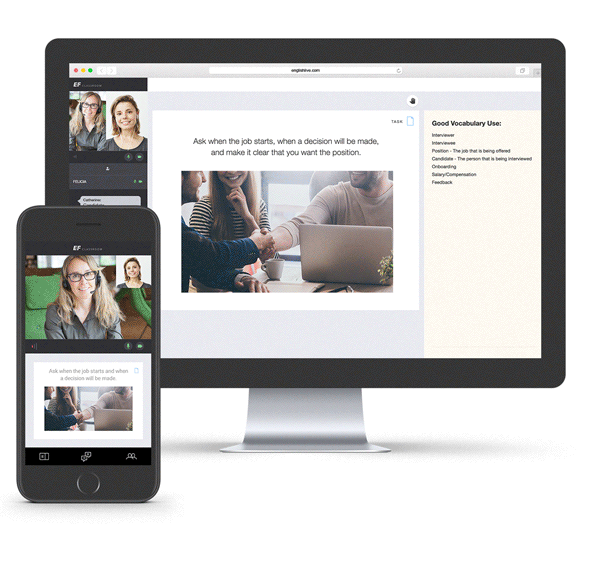 englishlive.com
EF CLASSROOM
TASK
Ask when the job starts, when a decision will be made,
and make it clear that you want the position.
Good Vocabulary Use:
Interviewer
Interviewee
Position - The job that is being offered
Candidate - The person that is being interviewed
Onboarding
Salary/Compensation
Feedback
FELICIA
Catharine:
EF CLASSROOM
Ask when the job starts and when
a decision will be made.